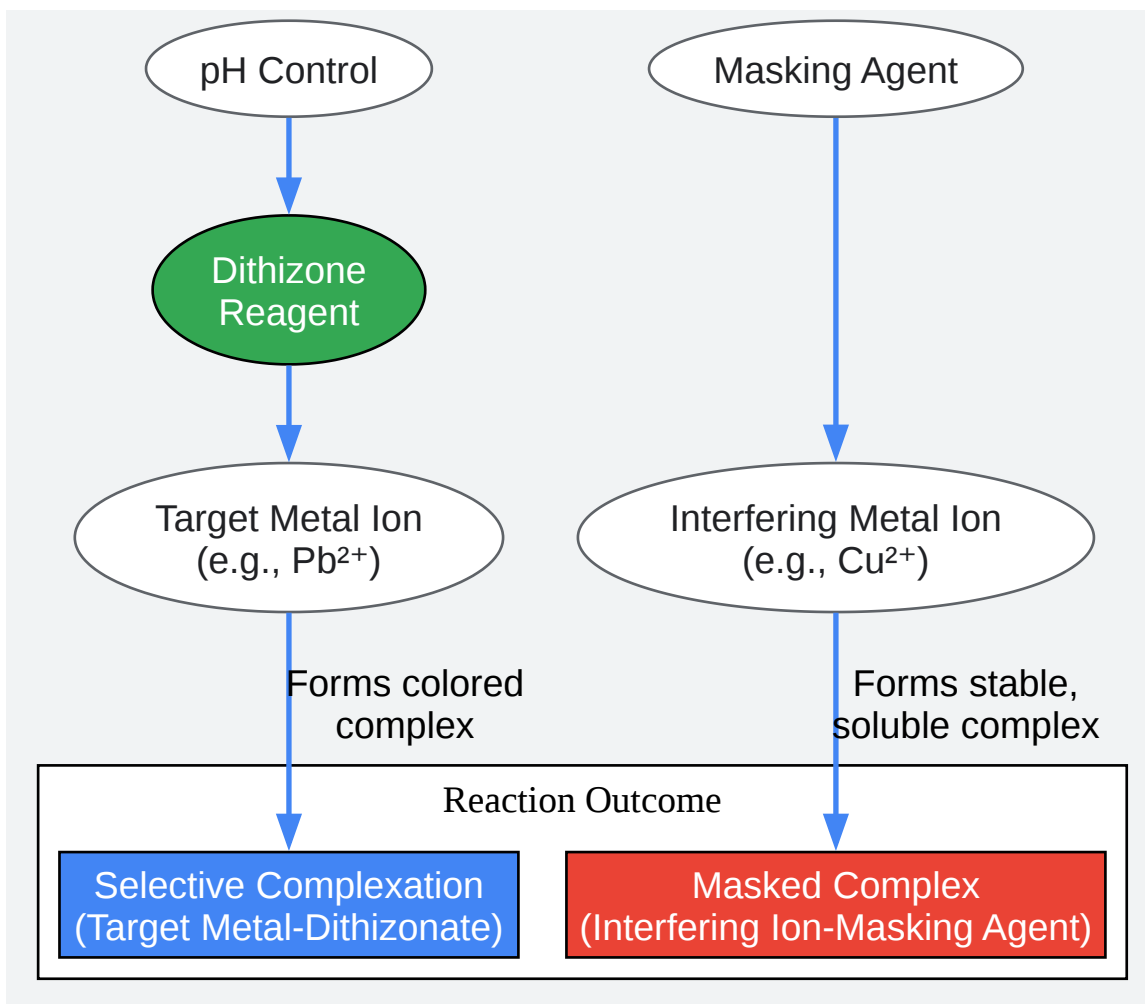 pH Control
Masking Agent
Dithizone
Reagent
Target Metal Ion
(e.g., Pb²⁺)
Interfering Metal Ion
(e.g., Cu²⁺)
Forms colored
complex
Forms stable,
soluble complex
Reaction Outcome
Selective Complexation
(Target Metal-Dithizonate)
Masked Complex
(Interfering Ion-Masking Agent)